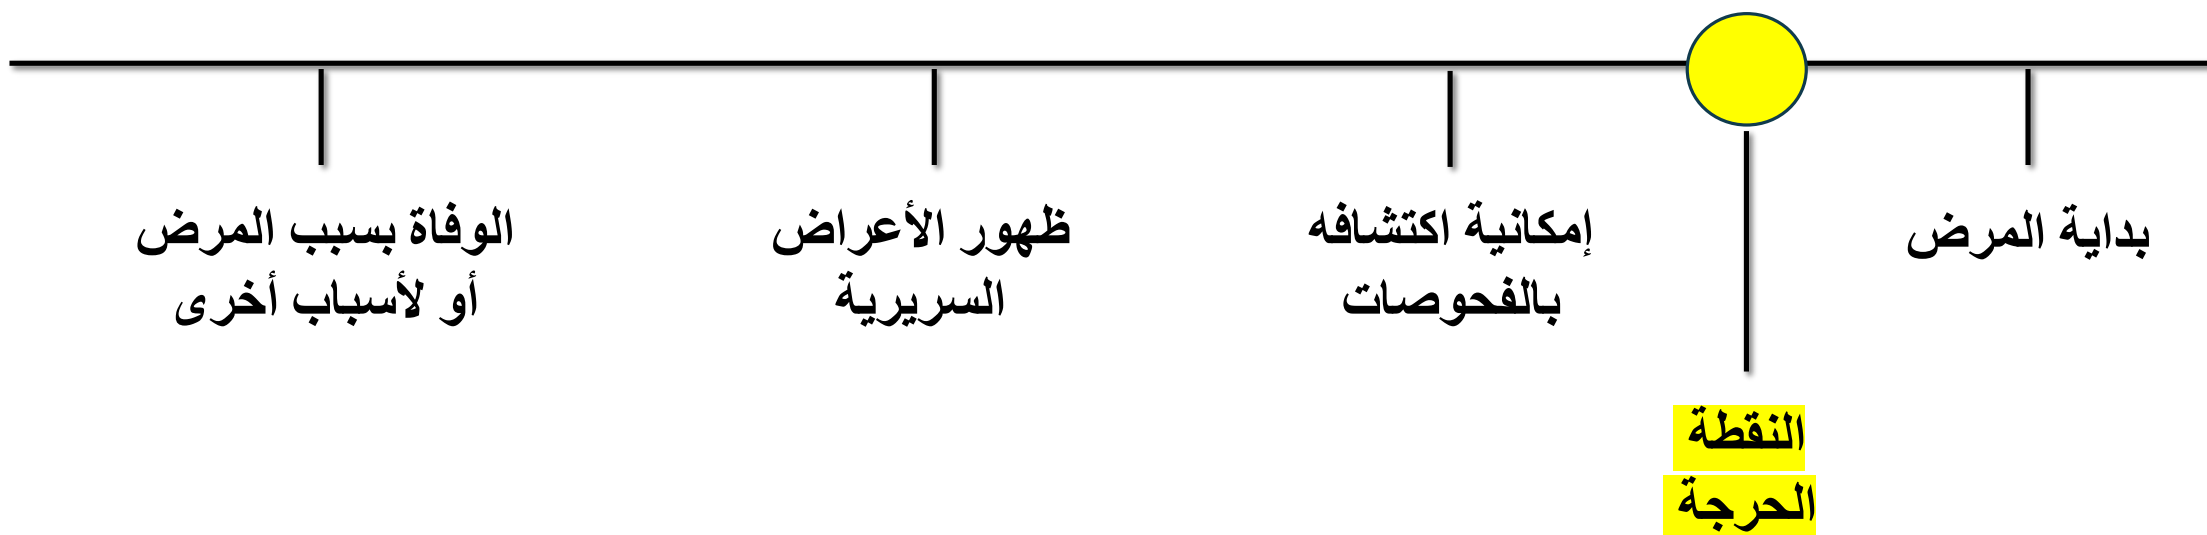 بداية المرض
النقطة
الحرجة
إمكانية اكتشافه
بالفحوصات
ظهور الأعراض
السريرية
الوفاة بسبب المرض
أو لأسباب أخرى